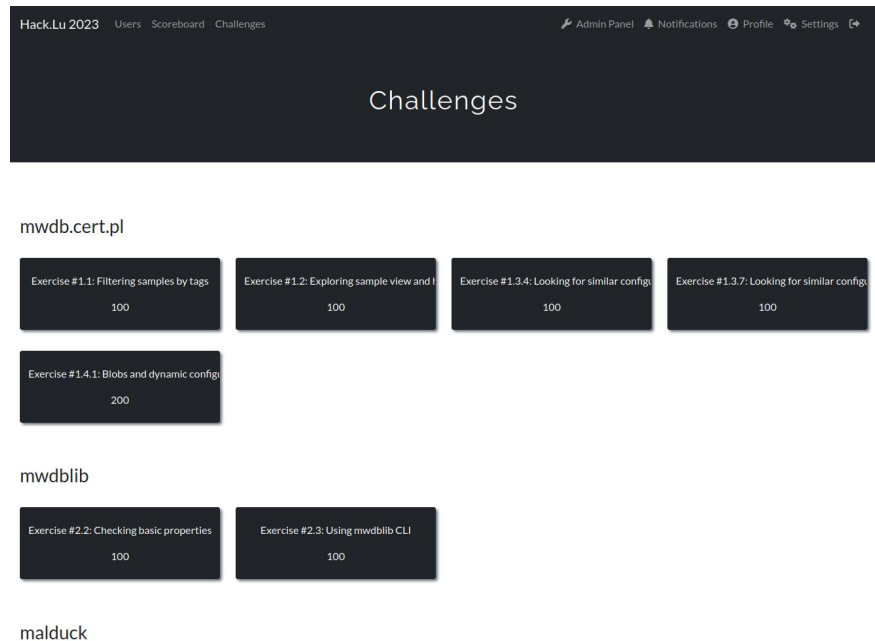 Hack.Lu 2023 Users Scoreboard Challenges Admin Panel Notifications Profile Settings
Challenges
mwdb.cert.pl
Exercise #1.1: Filtering samples by tags
100
Exercise #1.2: Exploring sample view and h
100
Exercise #1.3.4: Looking for similar configu
100
Exercise #1.3.7: Looking for similar configu
100
Exercise #1.4.1: Blobs and dynamic configu
200
mwdblib
Exercise #2.2: Checking basic properties
100
Exercise #2.3: Using mwdblib CLI
100
malduck